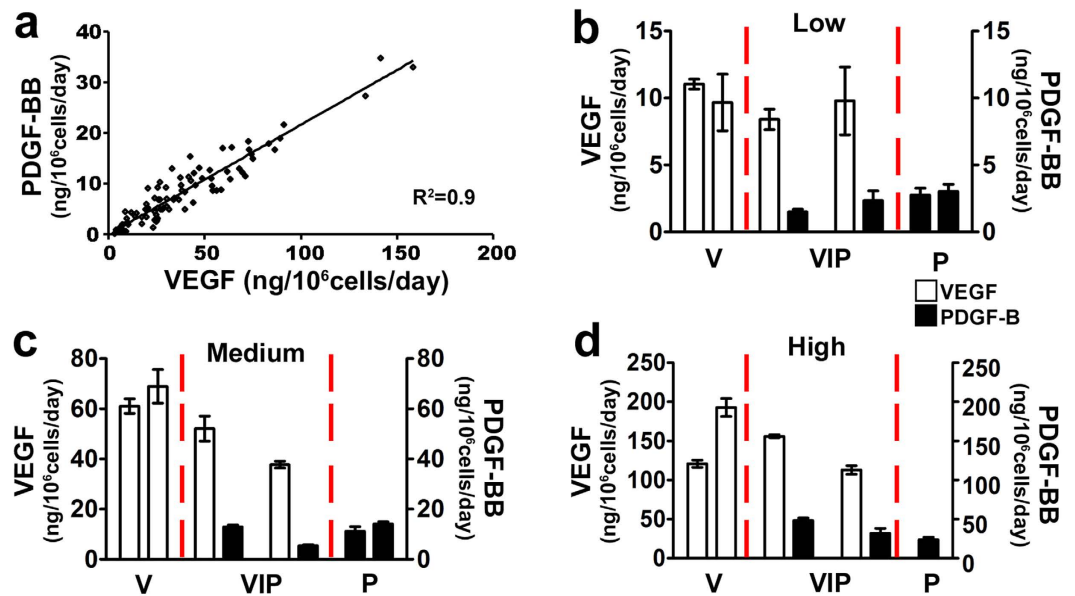 a
PDGF-BB
(ng/10⁶cells/day)
40
30
20
10
0
0
50
100
150
200
R²=0.9
VEGF (ng/10⁶cells/day)
b
Low
VEGF
(ng/10⁶cells/day)
15
10
5
0
15
10
5
0
PDGF-BB
(ng/10⁶cells/day)
V
VIP
P
VEGF
PDGF-B
c
Medium
VEGF
(ng/10⁶cells/day)
80
60
40
20
0
80
60
40
20
0
PDGF-BB
(ng/10⁶cells/day)
V
VIP
P
d
High
VEGF
(ng/10⁶cells/day)
250
200
150
100
50
0
250
200
150
100
50
0
PDGF-BB
(ng/10⁶cells/day)
V
VIP
P